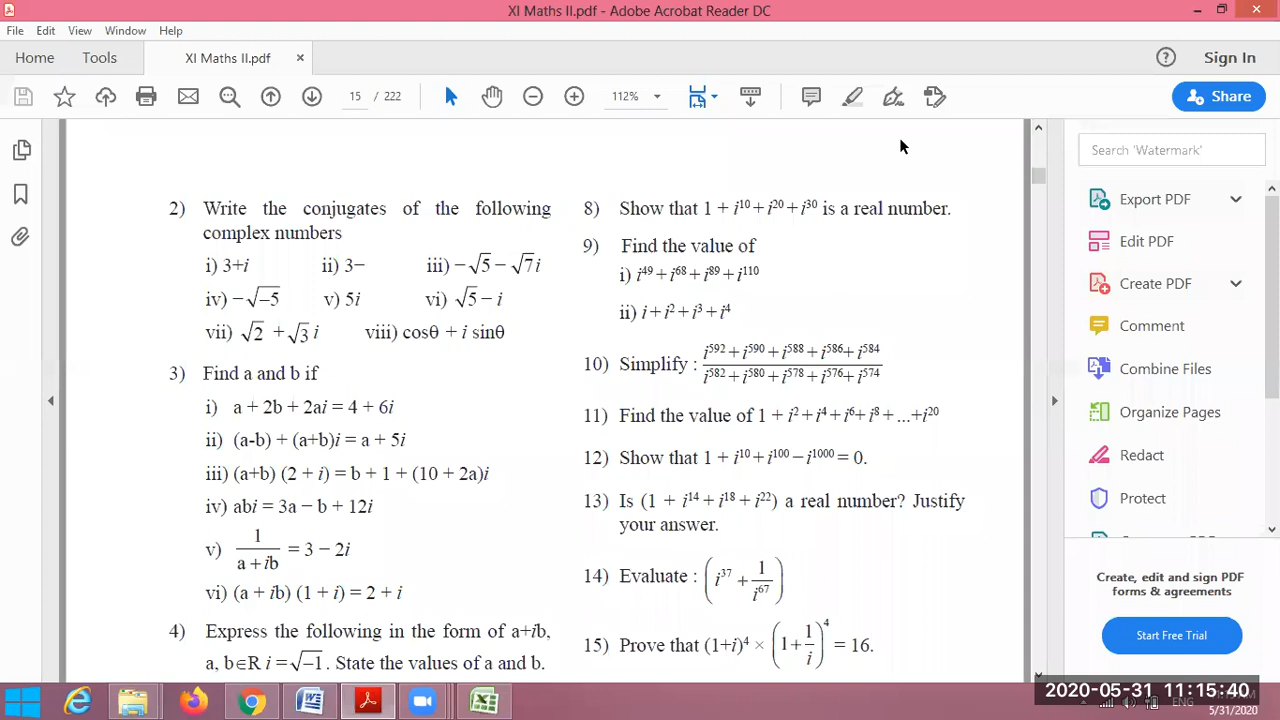 XI Maths II.pdf - Adobe Acrobat Reader DC
File Edit View Window Help
Home Tools XI Maths II.pdf × Sign In
15 / 222 112% Share
2) Write the conjugates of the following
complex numbers
i) 3+i ii) 3− iii) −√5 − √7i
iv) −√−5 v) 5i vi) √5 − i
vii) √2 + √3 i viii) cosθ + i sinθ
3) Find a and b if
i) a + 2b + 2ai = 4 + 6i
ii) (a-b) + (a+b)i = a + 5i
iii) (a+b) (2 + i) = b + 1 + (10 + 2a)i
iv) abi = 3a − b + 12i
v) 1/(a + ib) = 3 − 2i
vi) (a + ib) (1 + i) = 2 + i
4) Express the following in the form of a+ib,
a, b∈R i = √−1. State the values of a and b.
8) Show that 1 + i¹⁰ + i²⁰ + i³⁰ is a real number.
9) Find the value of
i) i⁴⁹ + i⁶⁸ + i⁸⁹ + i¹¹⁰
ii) i + i² + i³ + i⁴
10) Simplify : (i⁵⁹² + i⁵⁹⁰ + i⁵⁸⁸ + i⁵⁸⁶ + i⁵⁸⁴)/(i⁵⁸² + i⁵⁸⁰ + i⁵⁷⁸ + i⁵⁷⁶ + i⁵⁷⁴)
11) Find the value of 1 + i² + i⁴ + i⁶ + i⁸ + ...+ i²⁰
12) Show that 1 + i¹⁰ + i¹⁰⁰ − i¹⁰⁰⁰ = 0.
13) Is (1 + i¹⁴ + i¹⁸ + i²²) a real number? Justify
your answer.
14) Evaluate : (i³⁷ + 1/i⁶⁷)
15) Prove that (1+i)⁴ × (1 + 1/i)⁴ = 16.
Search 'Watermark'
Export PDF
Edit PDF
Create PDF
Comment
Combine Files
Organize Pages
Redact
Protect
Create, edit and sign PDF
forms & agreements
Start Free Trial
2020-05-31 11:15:40
ENG
5/31/2020